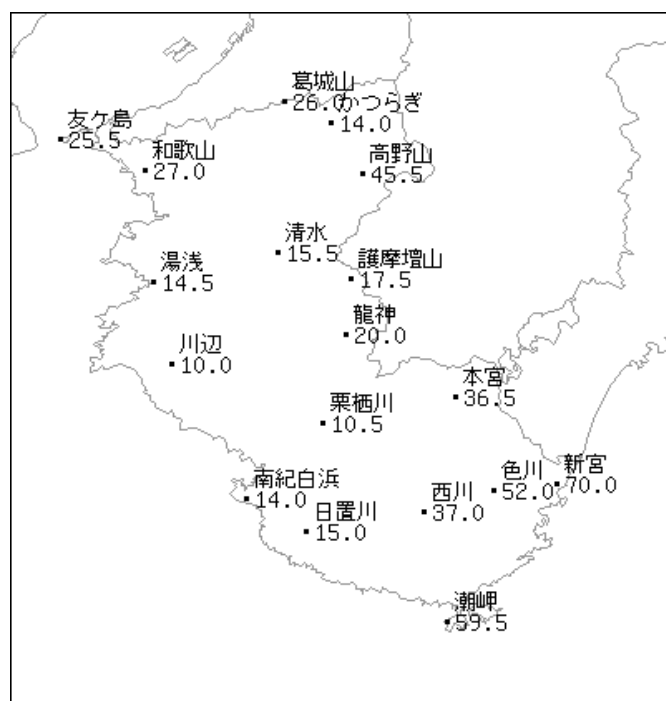 葛城山
26.0
かつらぎ
14.0
友ケ島
25.5
和歌山
27.0
高野山
45.5
清水
15.5
護摩壇山
17.5
湯浅
14.5
龍神
20.0
川辺
10.0
本宮
36.5
栗栖川
10.5
南紀白浜
14.0
日置川
15.0
西川
37.0
色川
52.0
新宮
70.0
潮岬
59.5